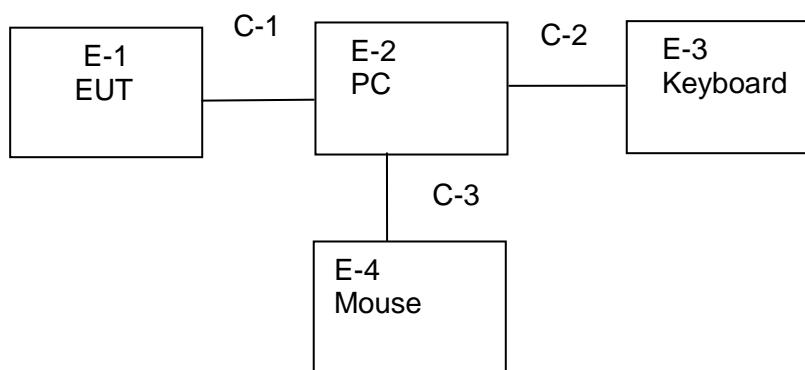 C-1
C-2
E-1
EUT
E-2
PC
E-3
Keyboard
C-3
E-4
Mouse